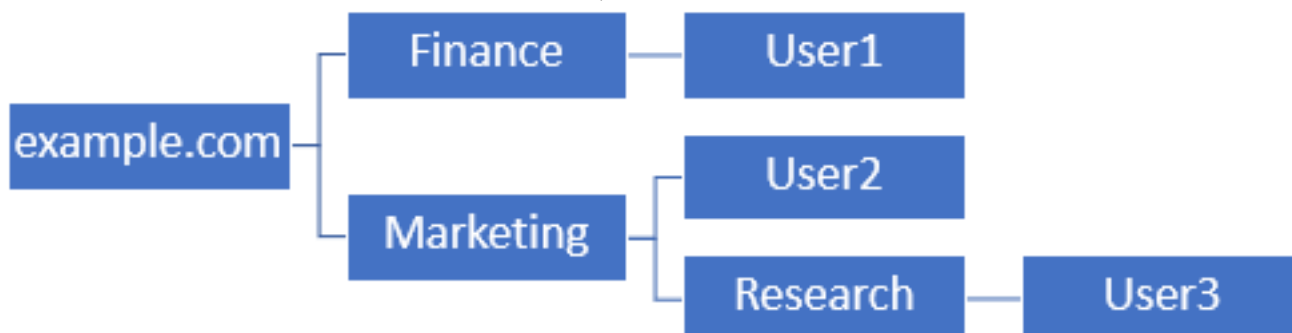 Finance
User1
example.com
User2
Marketing
Research
User3